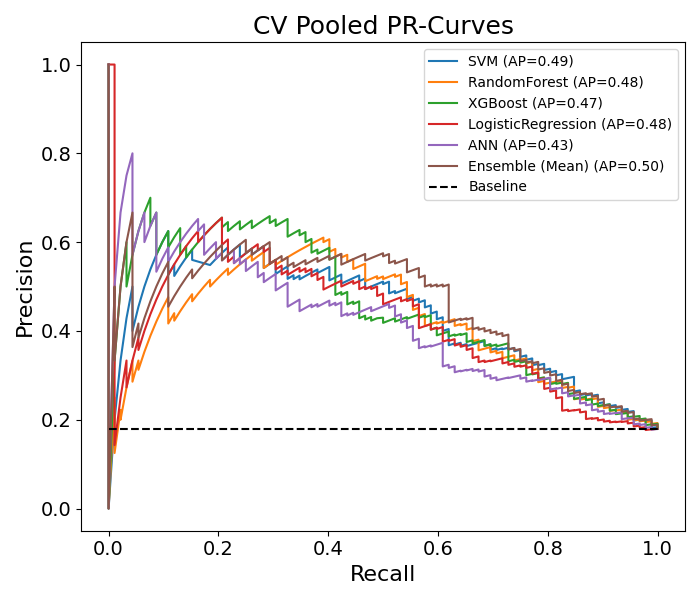 CV Pooled PR-Curves
SVM (AP=0.49)
RandomForest (AP=0.48)
XGBoost (AP=0.47)
LogisticRegression (AP=0.48)
ANN (AP=0.43)
Ensemble (Mean) (AP=0.50)
Baseline
Precision
1.0
0.8
0.6
0.4
0.2
0.0
0.0 0.2 0.4 0.6 0.8 1.0
Recall